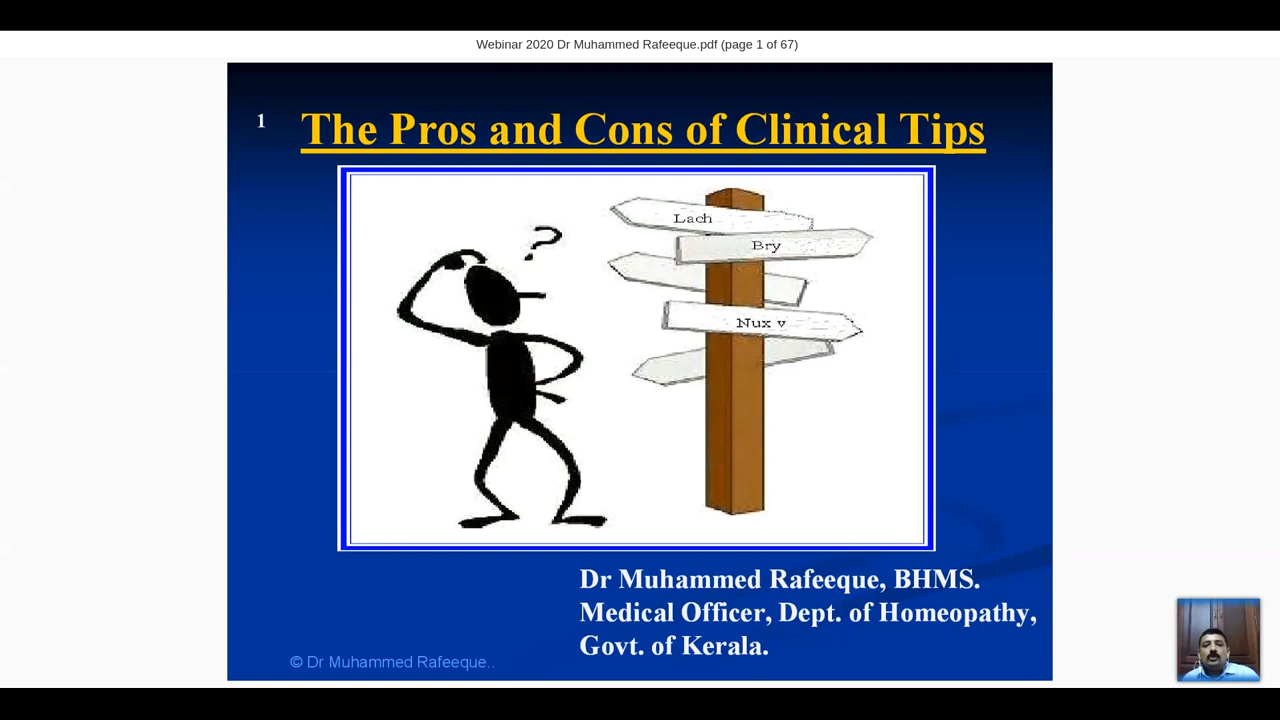 Webinar 2020 Dr Muhammed Rafeeque.pdf (page 1 of 67)
1
The Pros and Cons of Clinical Tips
?
Lach
Bry
Nux v
Dr Muhammed Rafeeque, BHMS.
Medical Officer, Dept. of Homeopathy,
Govt. of Kerala.
© Dr Muhammed Rafeeque..